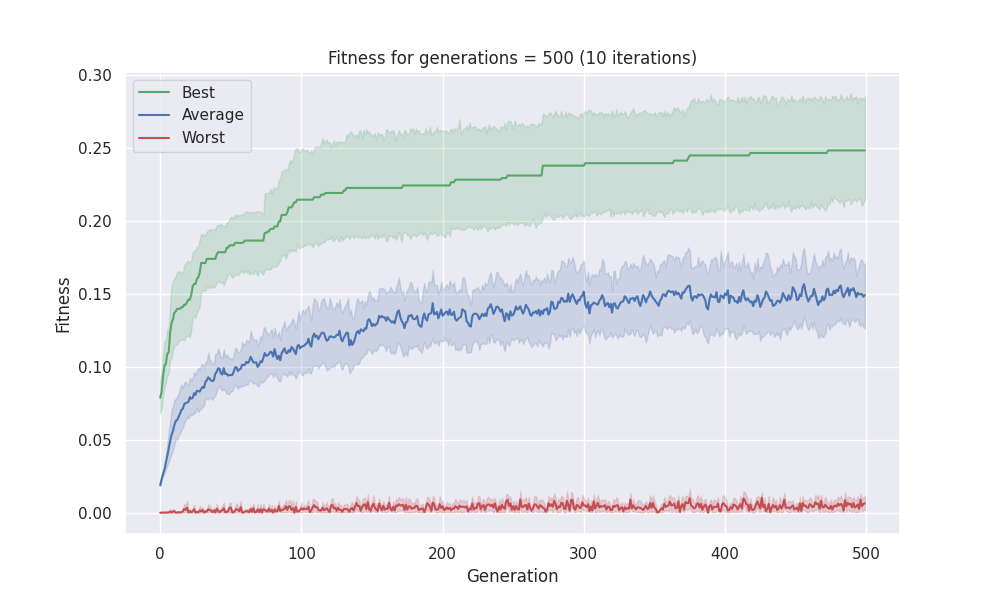 Fitness for generations = 500 (10 iterations)
0.30
0.25
0.20
0.15
0.10
0.05
0.00
Fitness
Best
Average
Worst
0 100 200 300 400 500
Generation